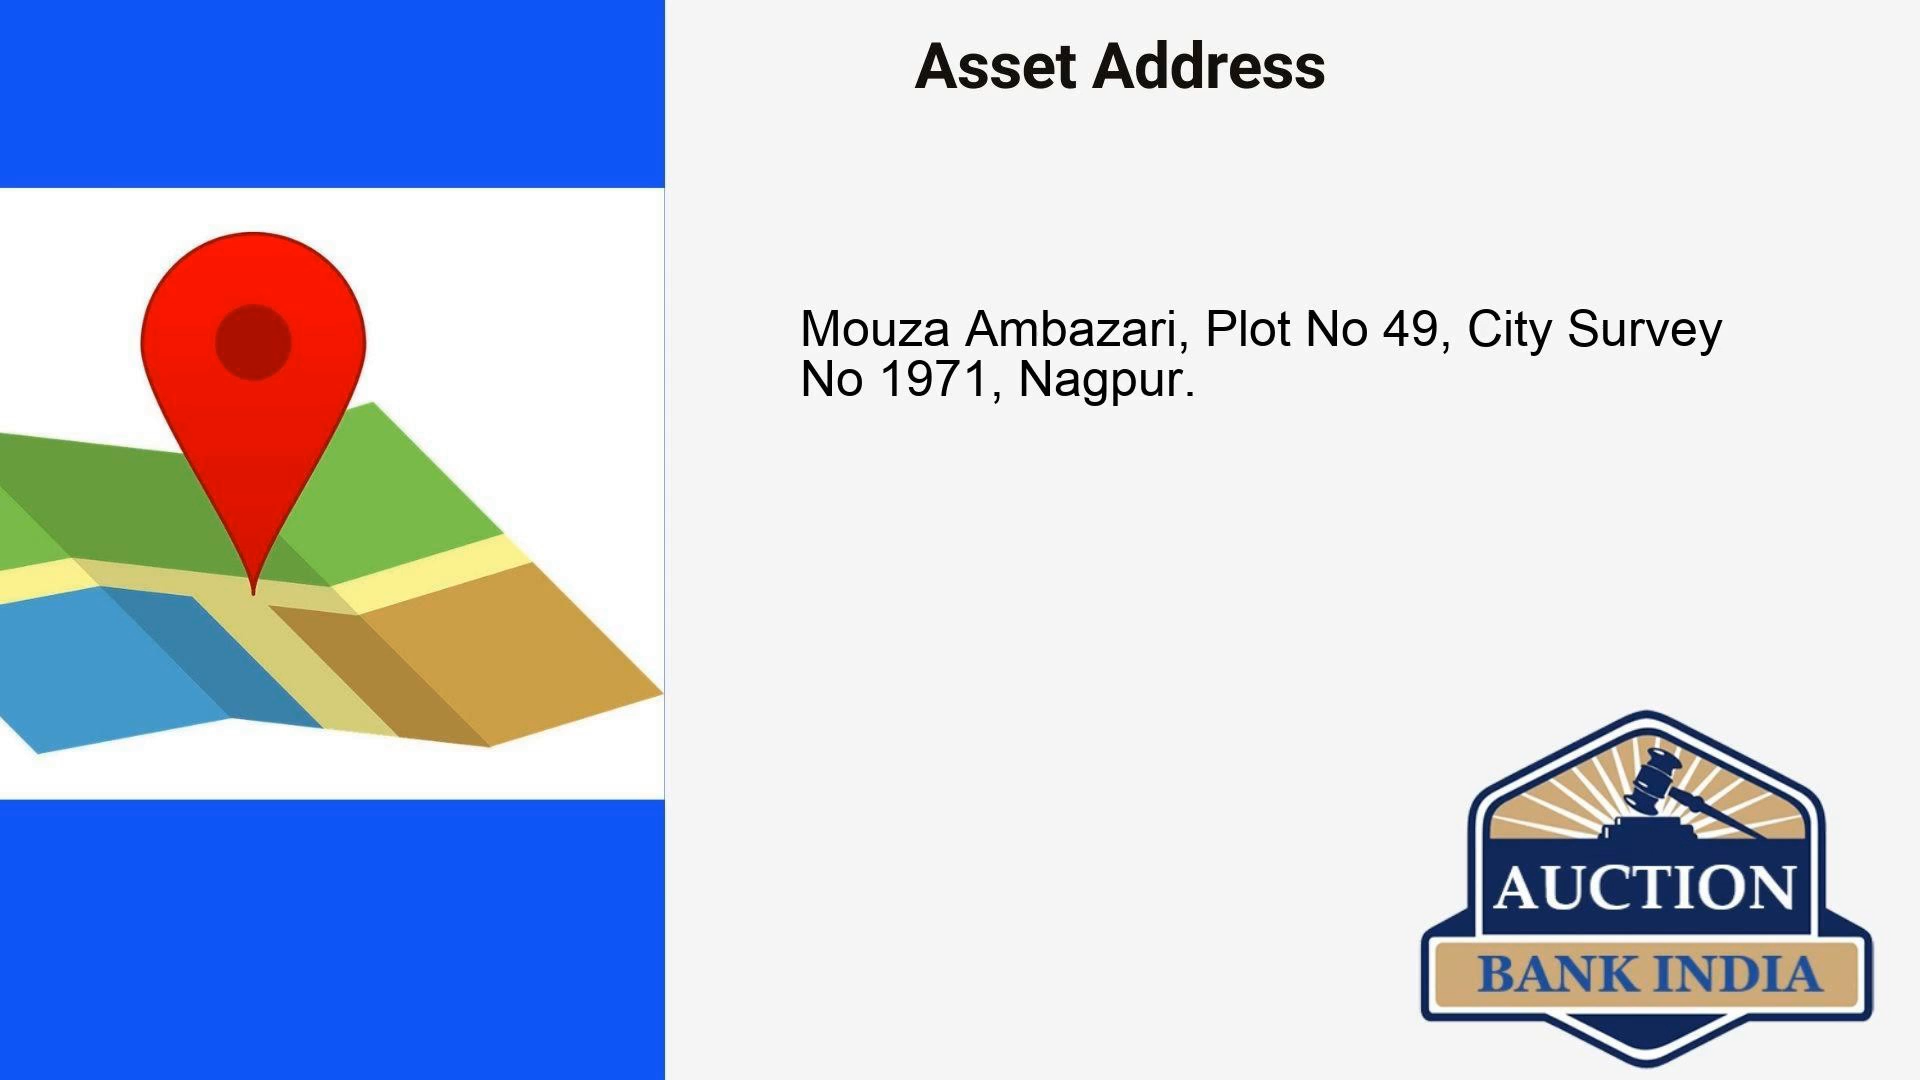 Asset Address
Mouza Ambazari, Plot No 49, City Survey
No 1971, Nagpur.
AUCTION
BANK INDIA